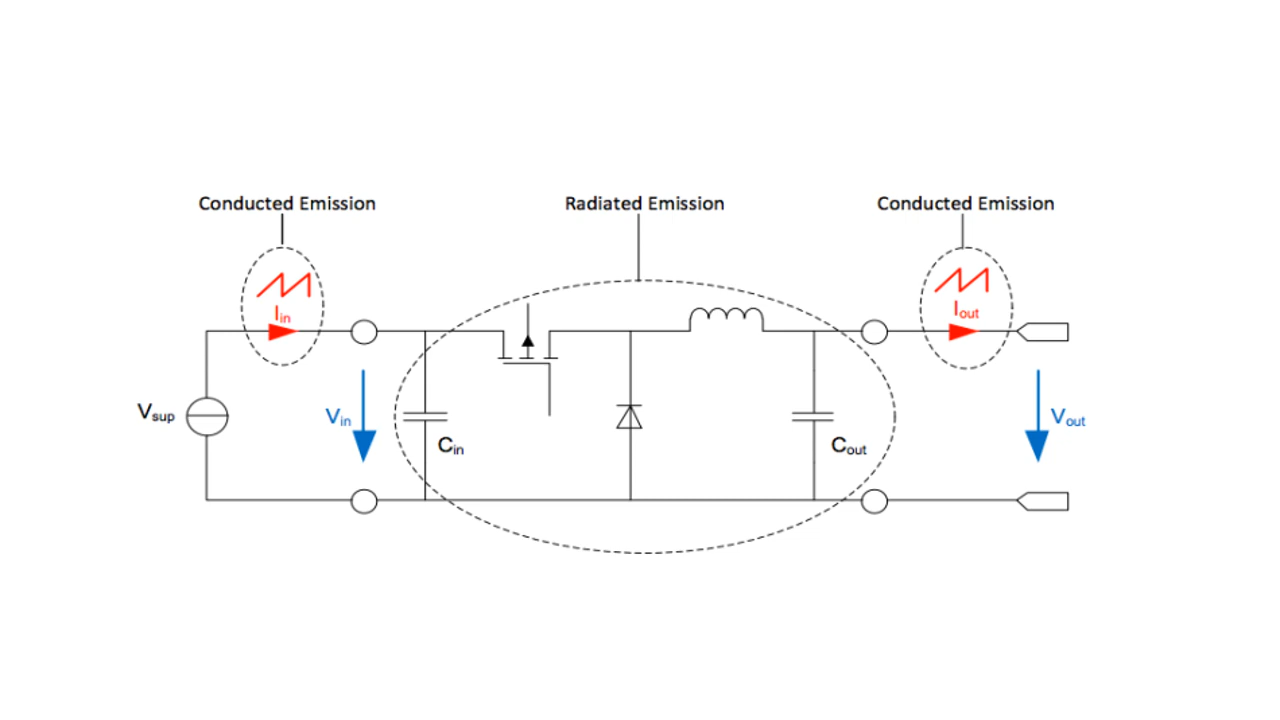 Conducted Emission
Radiated Emission
Conducted Emission
Iin
Iout
Vsup
Vin
Cin
Cout
Vout